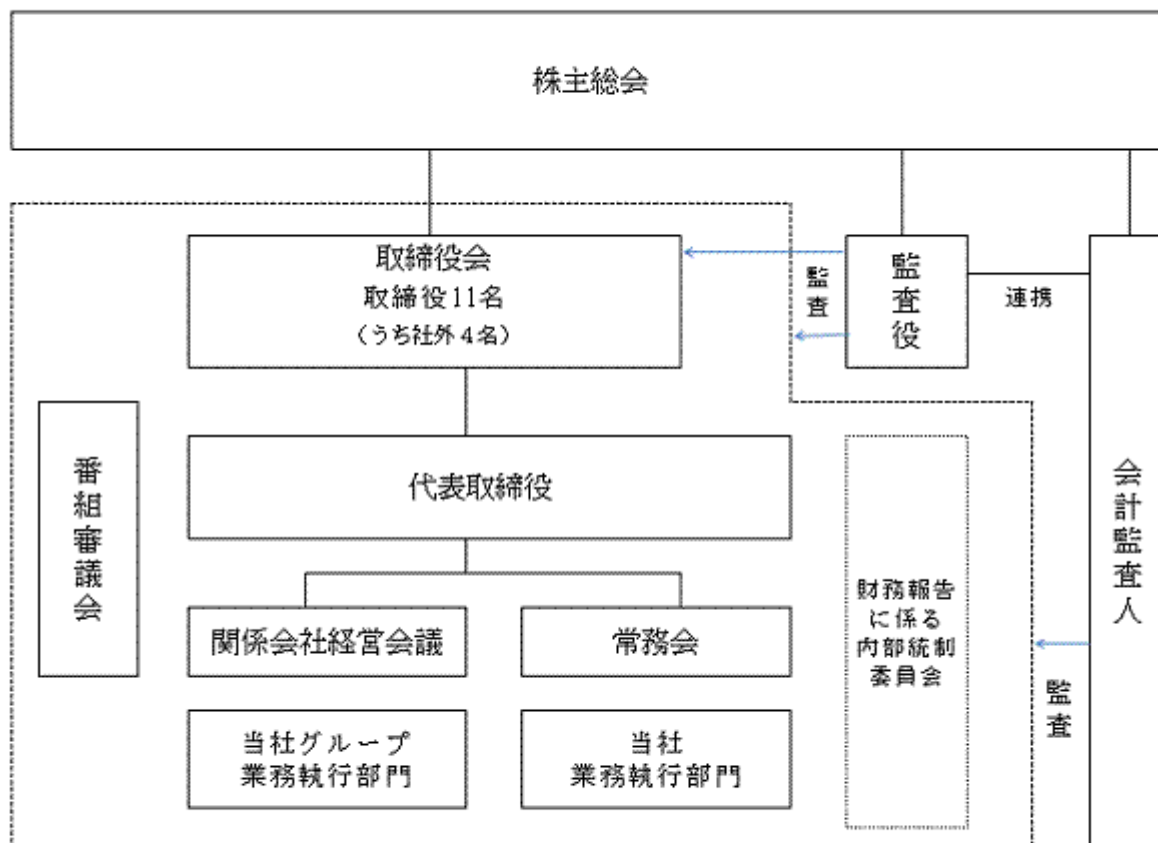 株主総会
取締役会
取締役11名
（うち社外4名）
監査
監査役
連携
会計監査人
番組審議会
代表取締役
関係会社経営会議
常務会
財務報告
に係る
内部統制
委員会
監査
当社グループ
業務執行部門
当社
業務執行部門